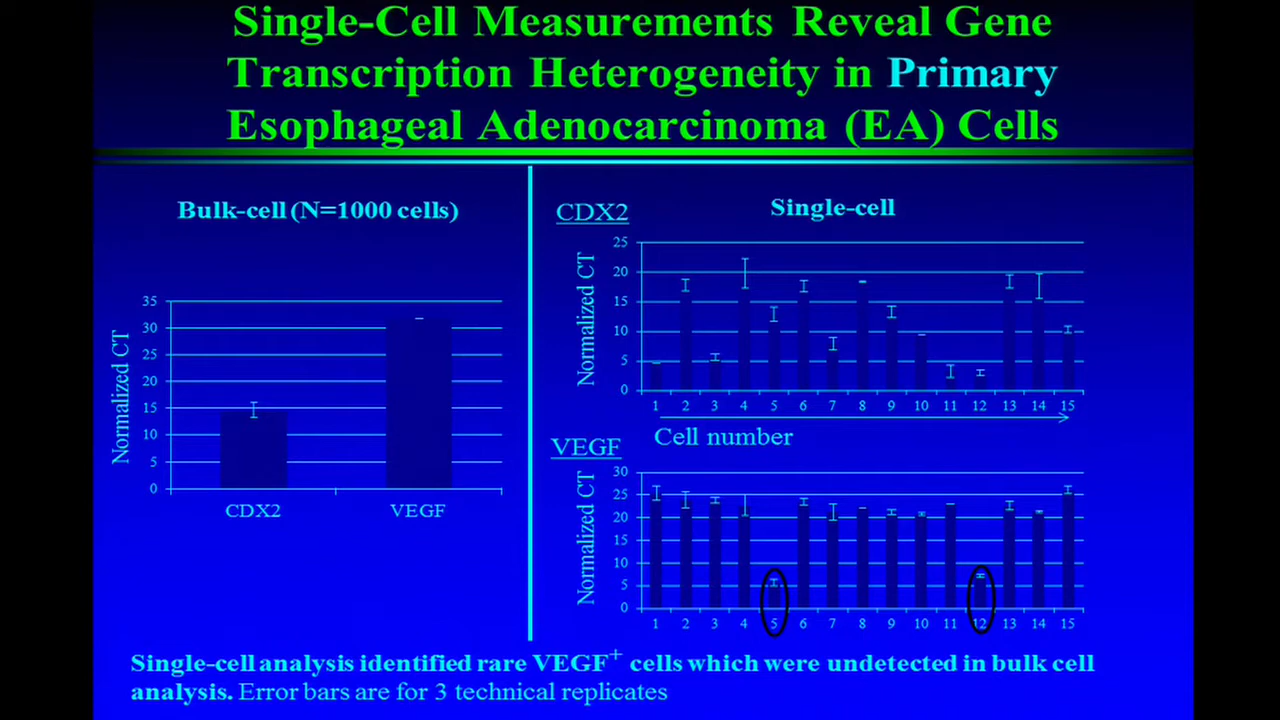 Single-Cell Measurements Reveal Gene
Transcription Heterogeneity in Primary
Esophageal Adenocarcinoma (EA) Cells
Bulk-cell (N=1000 cells)
Normalized CT
35
30
25
20
15
10
5
0
CDX2 VEGF
CDX2
Single-cell
Normalized CT
25
20
15
10
5
0
1 2 3 4 5 6 7 8 9 10 11 12 13 14 15
Cell number
VEGF
Normalized CT
30
25
20
15
10
5
0
1 2 3 4 5 6 7 8 9 10 11 12 13 14 15
Single-cell analysis identified rare VEGF+ cells which were undetected in bulk cell
analysis. Error bars are for 3 technical replicates